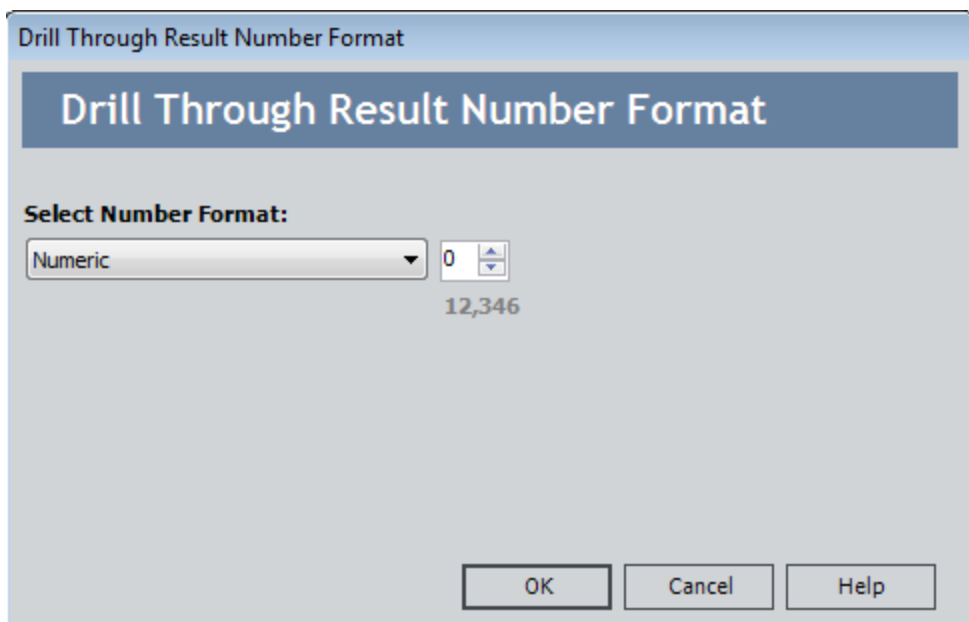 Drill Through Result Number Format
Drill Through Result Number Format
Select Number Format:
Numeric 0
12,346
OK Cancel Help